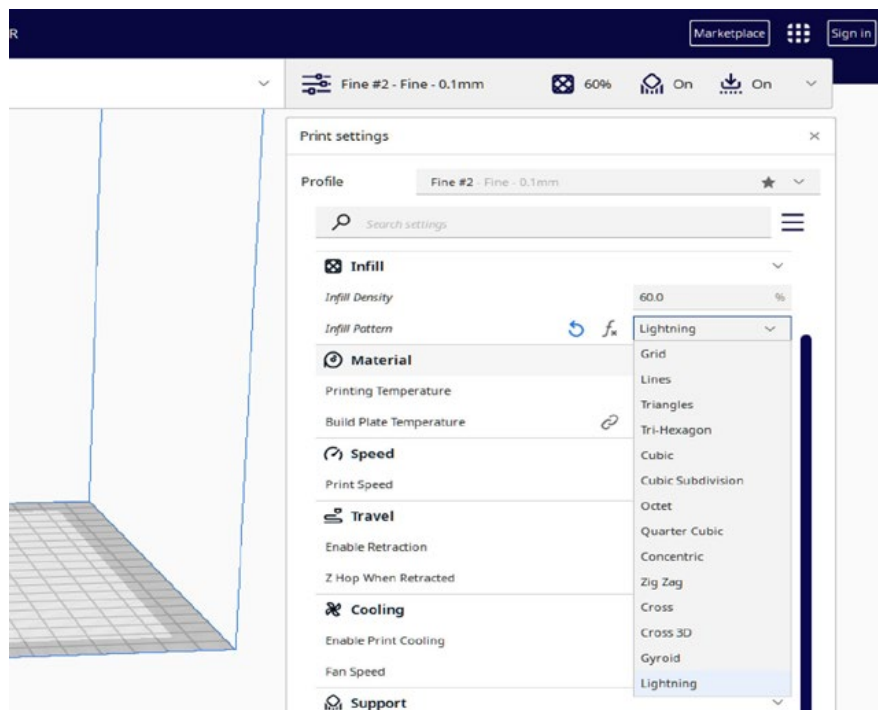 R
Marketplace
Sign in
Fine #2 - Fine - 0.1mm 60% On On
Print settings
Profile Fine #2 - Fine - 0.1mm
Search settings
Infill
Infill Density 60.0 %
Infill Pattern Lightning
Grid
Material
Lines
Printing Temperature
Triangles
Build Plate Temperature
Tri-Hexagon
Speed
Cubic
Print Speed
Cubic Subdivision
Travel
Octet
Enable Retraction
Quarter Cubic
Concentric
Z Hop When Retracted
Zig Zag
Cooling
Cross
Enable Print Cooling
Cross 3D
Fan Speed
Gyroid
Lightning
Support